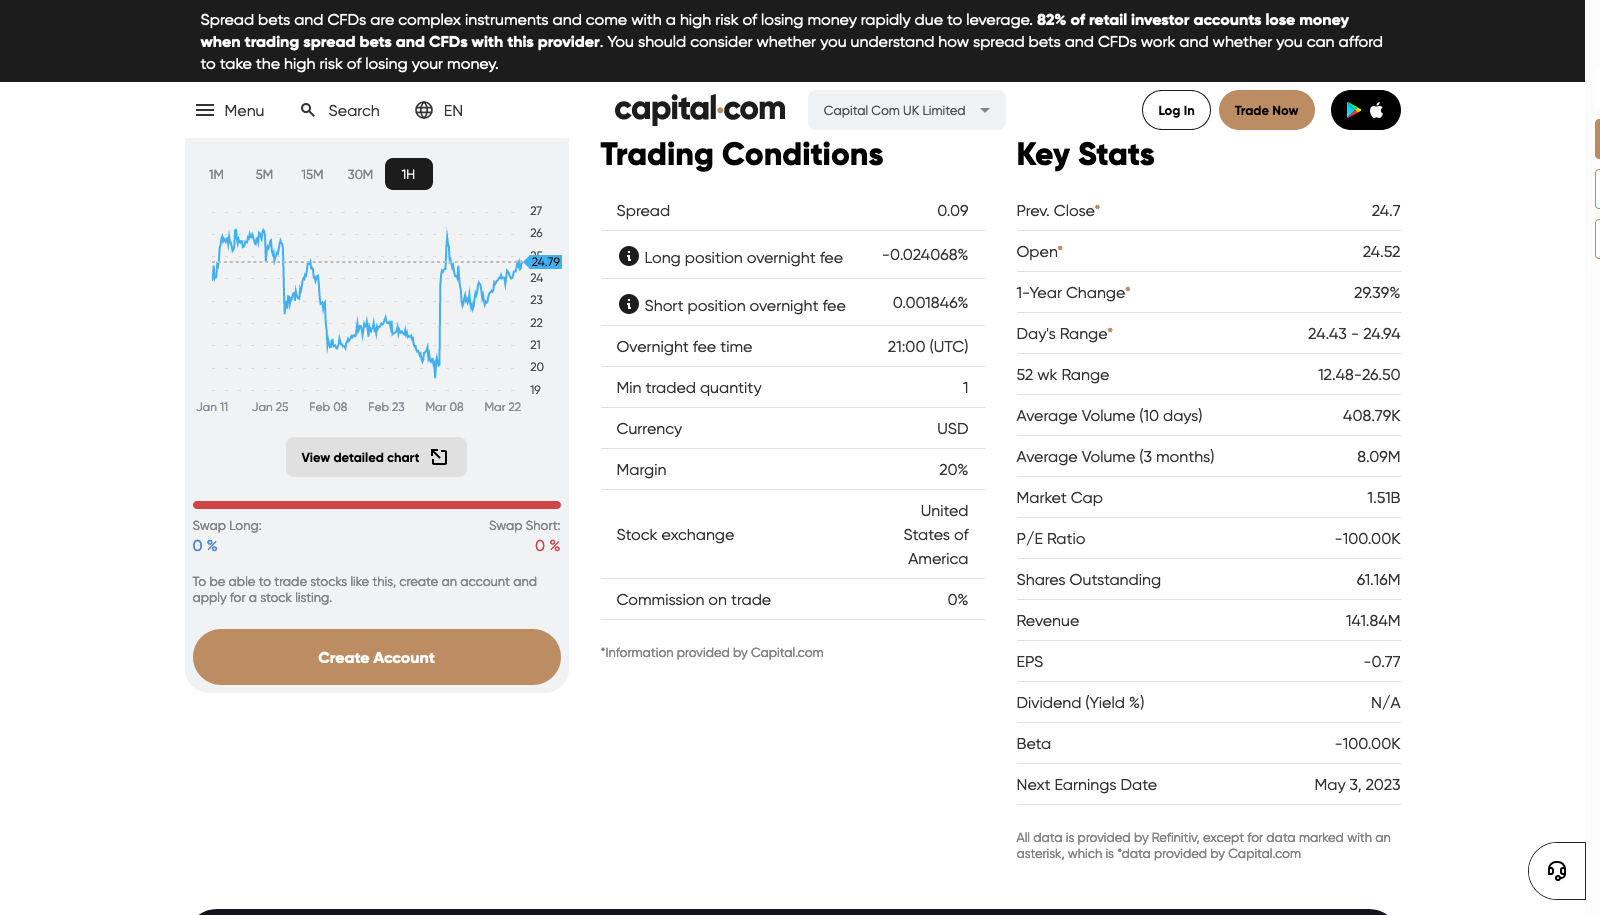 Spread bets and CFDs are complex instruments and come with a high risk of losing money rapidly due to leverage. 82% of retail investor accounts lose money
when trading spread bets and CFDs with this provider. You should consider whether you understand how spread bets and CFDs work and whether you can afford
to take the high risk of losing your money.
Menu
Search
EN
capital.com
Capital Com UK Limited
Log In
Trade Now
1M 5M 15M 30M 1H
27
26
25
24.79
24
23
22
21
20
19
Jan 11 Jan 25 Feb 08 Feb 23 Mar 08 Mar 22
View detailed chart
Swap Long: Swap Short:
0 % 0 %
To be able to trade stocks like this, create an account and
apply for a stock listing.
Create Account
Trading Conditions
Spread 0.09
Long position overnight fee -0.024068%
Short position overnight fee 0.001846%
Overnight fee time 21:00 (UTC)
Min traded quantity 1
Currency USD
Margin 20%
Stock exchange United
States of
America
Commission on trade 0%
*Information provided by Capital.com
Key Stats
Prev. Close* 24.7
Open* 24.52
1-Year Change* 29.39%
Day's Range* 24.43 - 24.94
52 wk Range 12.48-26.50
Average Volume (10 days) 408.79K
Average Volume (3 months) 8.09M
Market Cap 1.51B
P/E Ratio -100.00K
Shares Outstanding 61.16M
Revenue 141.84M
EPS -0.77
Dividend (Yield %) N/A
Beta -100.00K
Next Earnings Date May 3, 2023
All data is provided by Refinitiv, except for data marked with an
asterisk, which is *data provided by Capital.com